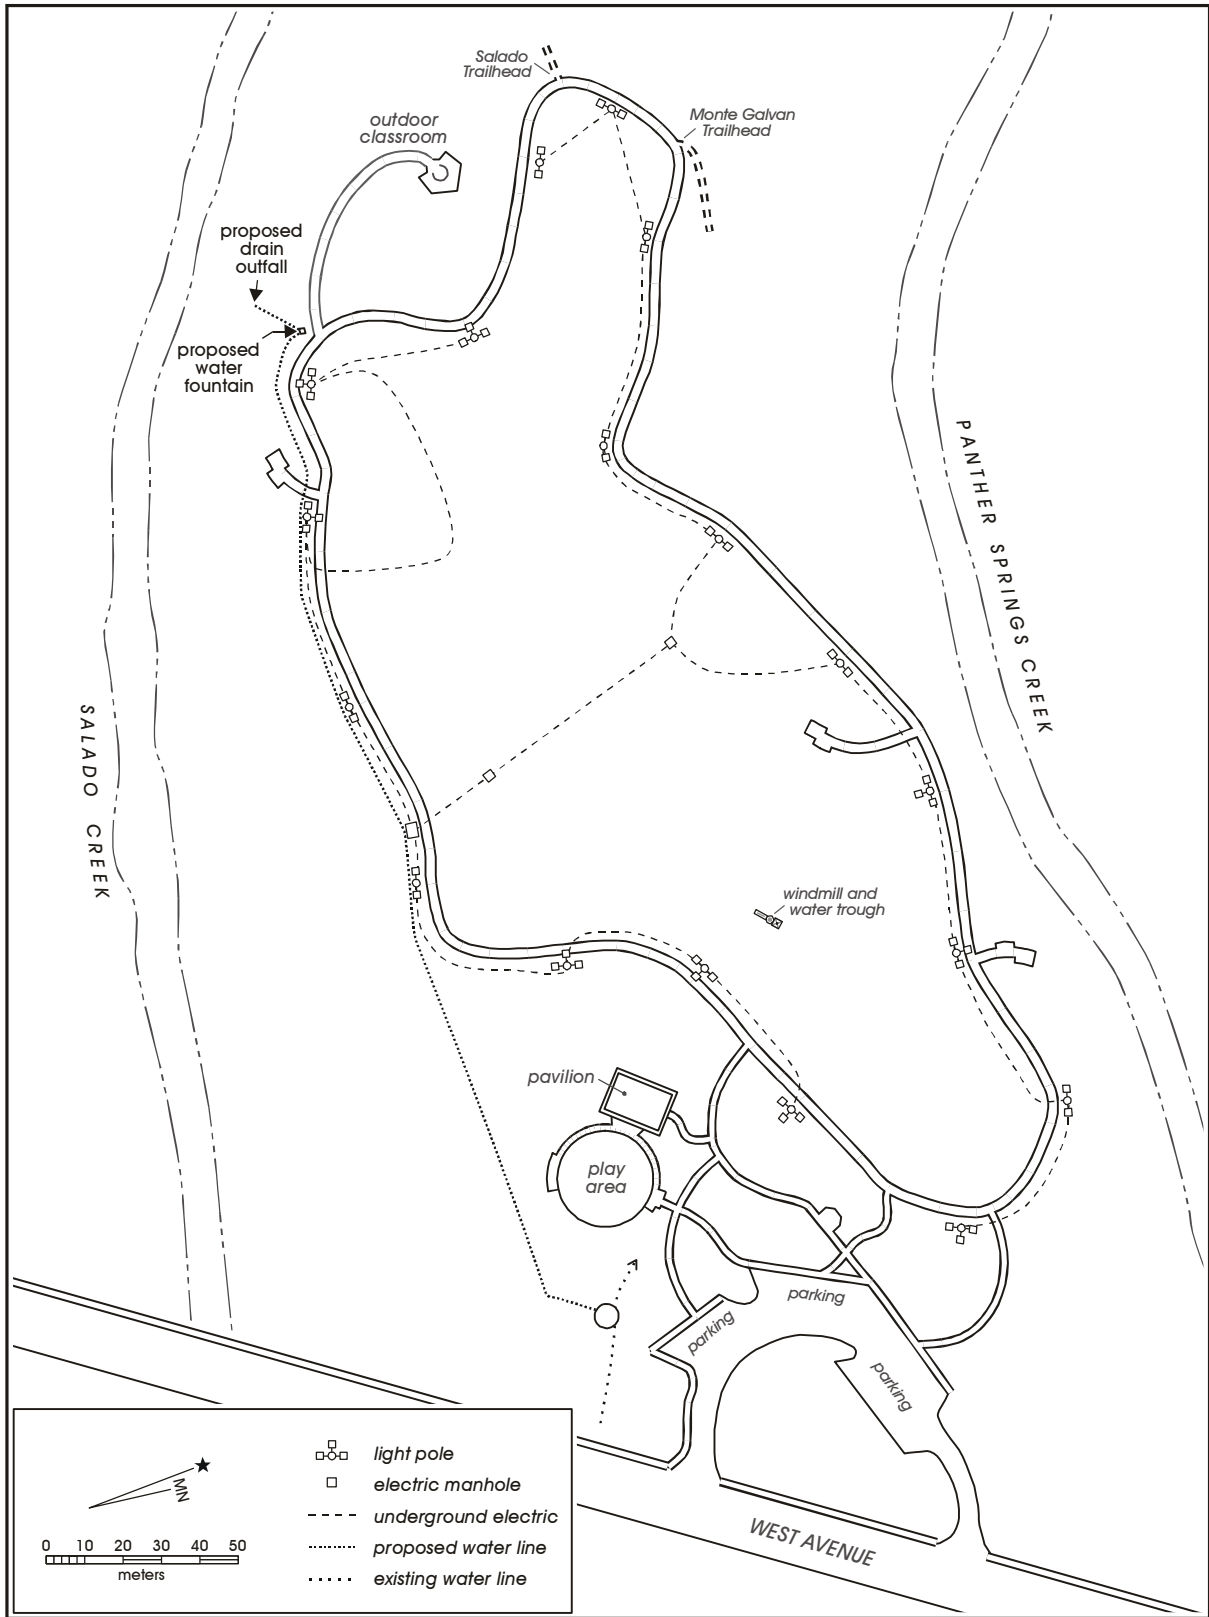 Salado
Trailhead
Monte Galvan
Trailhead
outdoor
classroom
proposed
drain
outfall
proposed
water
fountain
PANTHER SPRINGS CREEK
SALADO CREEK
windmill and
water trough
pavilion
play
area
parking
parking
parking
WEST AVENUE
MN
0 10 20 30 40 50
meters
light pole
electric manhole
underground electric
proposed water line
existing water line